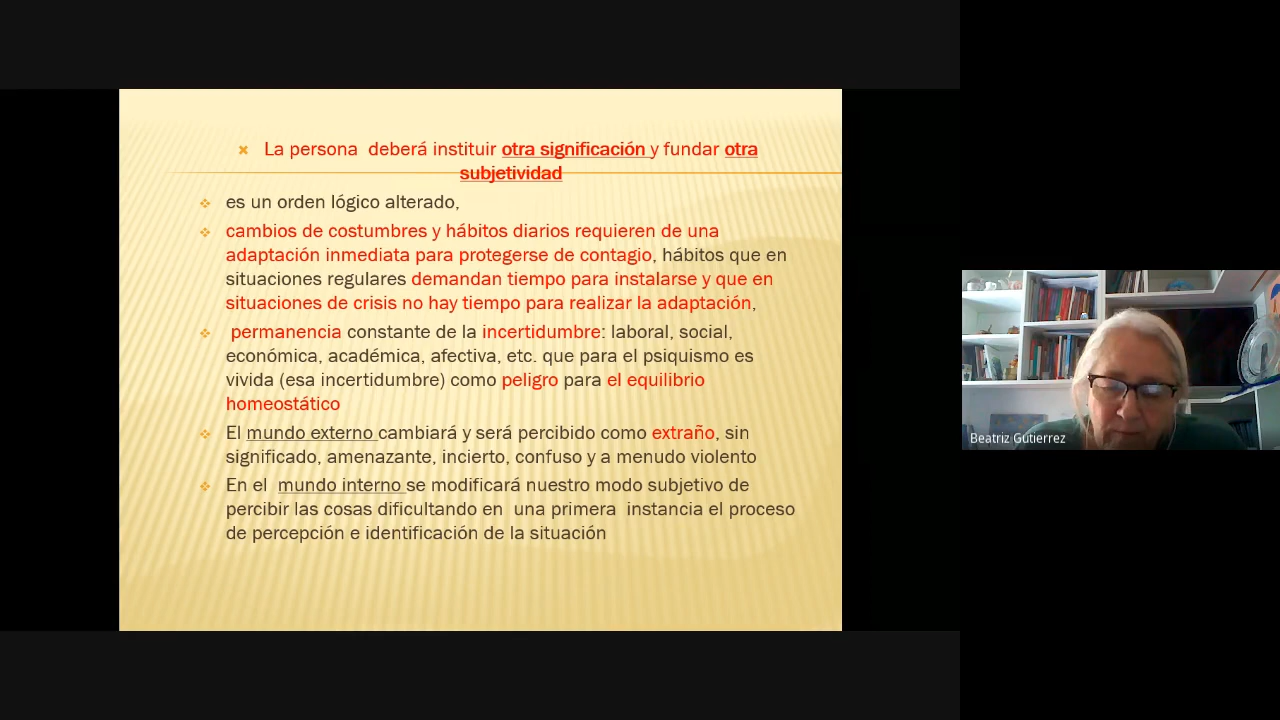 La persona deberá instituir otra significación y fundar otra
subjetividad
es un orden lógico alterado,
cambios de costumbres y hábitos diarios requieren de una
adaptación inmediata para protegerse de contagio, hábitos que en
situaciones regulares demandan tiempo para instalarse y que en
situaciones de crisis no hay tiempo para realizar la adaptación,
permanencia constante de la incertidumbre: laboral, social,
económica, académica, afectiva, etc. que para el psiquismo es
vivida (esa incertidumbre) como peligro para el equilibrio
homeostático
El mundo externo cambiará y será percibido como extraño, sin
significado, amenazante, incierto, confuso y a menudo violento
En el mundo interno se modificará nuestro modo subjetivo de
percibir las cosas dificultando en una primera instancia el proceso
de percepción e identificación de la situación
Beatriz Gutierrez